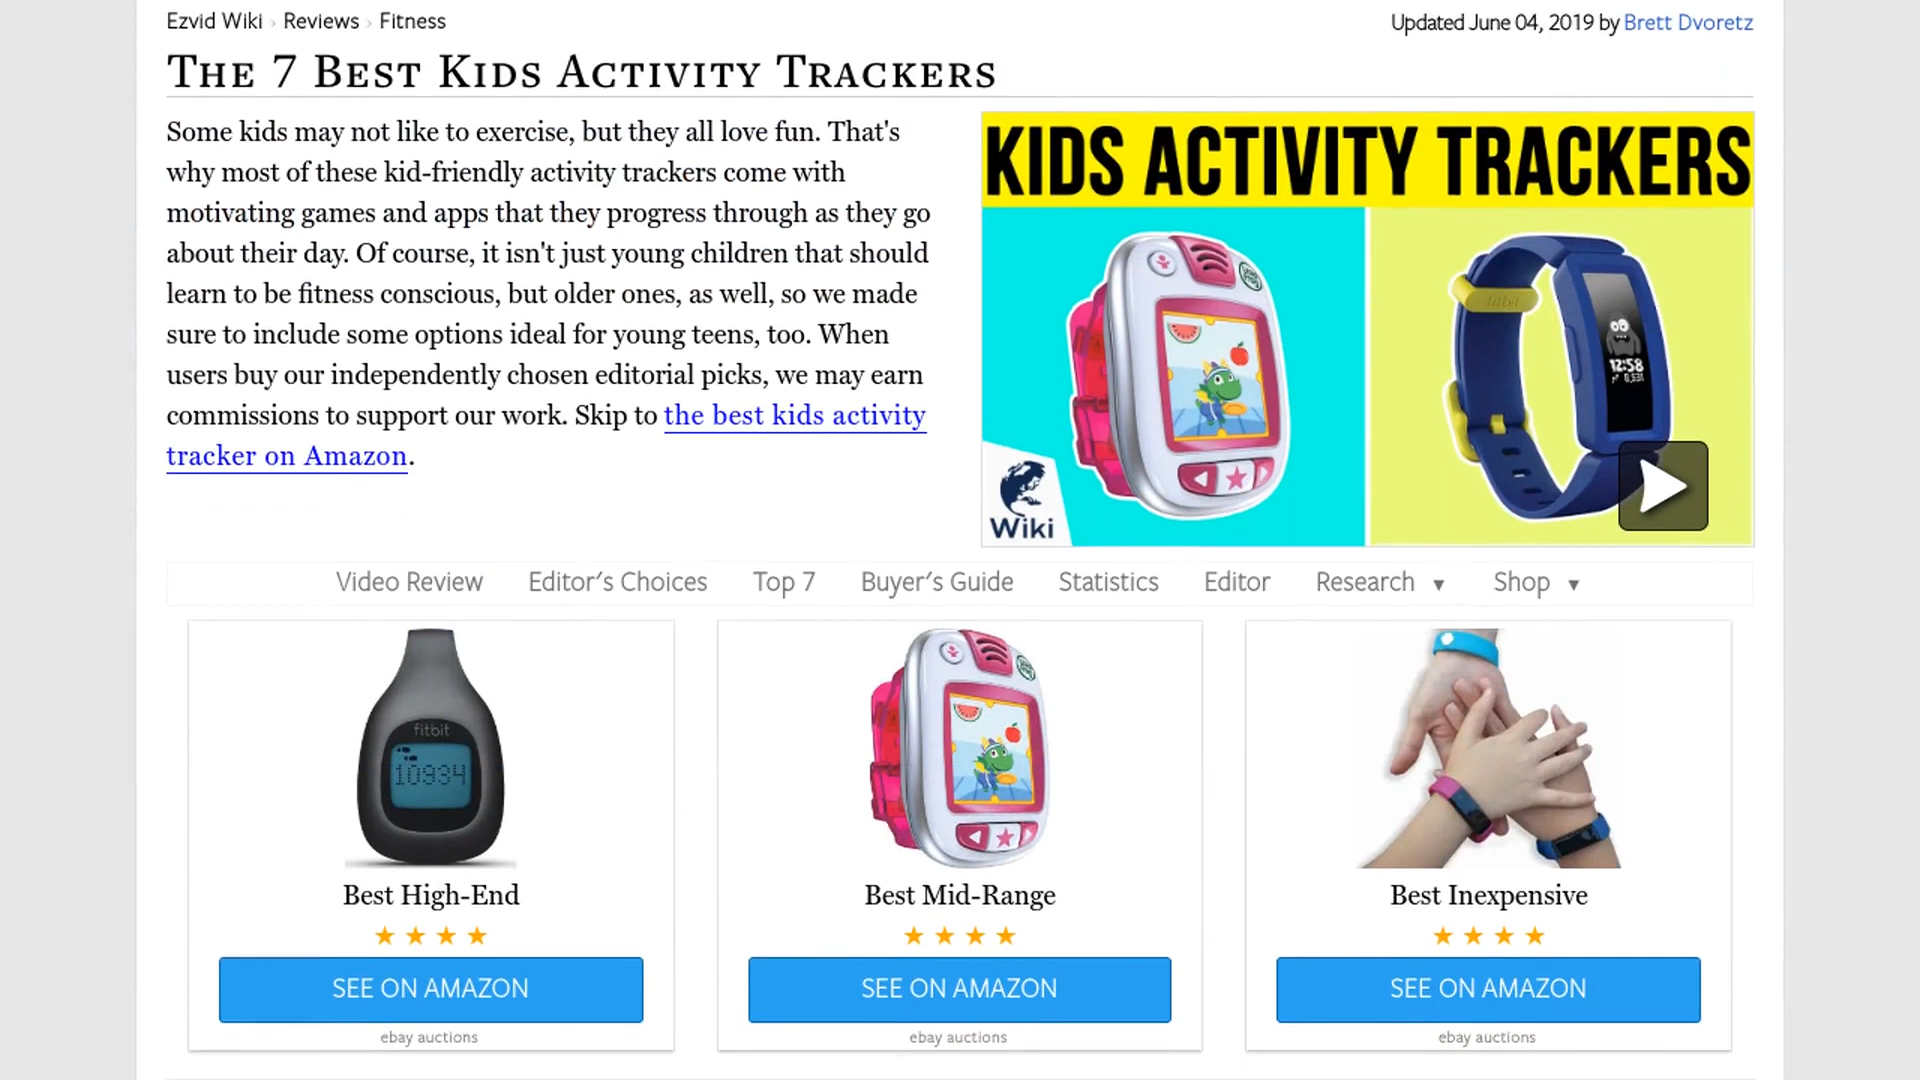 Ezvid Wiki › Reviews › Fitness
Updated June 04, 2019 by Brett Dvoretz
The 7 Best Kids Activity Trackers
Some kids may not like to exercise, but they all love fun. That's
why most of these kid-friendly activity trackers come with
motivating games and apps that they progress through as they go
about their day. Of course, it isn't just young children that should
learn to be fitness conscious, but older ones, as well, so we made
sure to include some options ideal for young teens, too. When
users buy our independently chosen editorial picks, we may earn
commissions to support our work. Skip to the best kids activity
tracker on Amazon.
KIDS ACTIVITY TRACKERS
fitbit
12:58
Wiki
Video Review Editor's Choices Top 7 Buyer's Guide Statistics Editor Research ▼ Shop ▼
fitbit
10934
Best High-End
★ ★ ★ ★
SEE ON AMAZON
ebay auctions
Best Mid-Range
★ ★ ★ ★
SEE ON AMAZON
ebay auctions
Best Inexpensive
★ ★ ★ ★
SEE ON AMAZON
ebay auctions